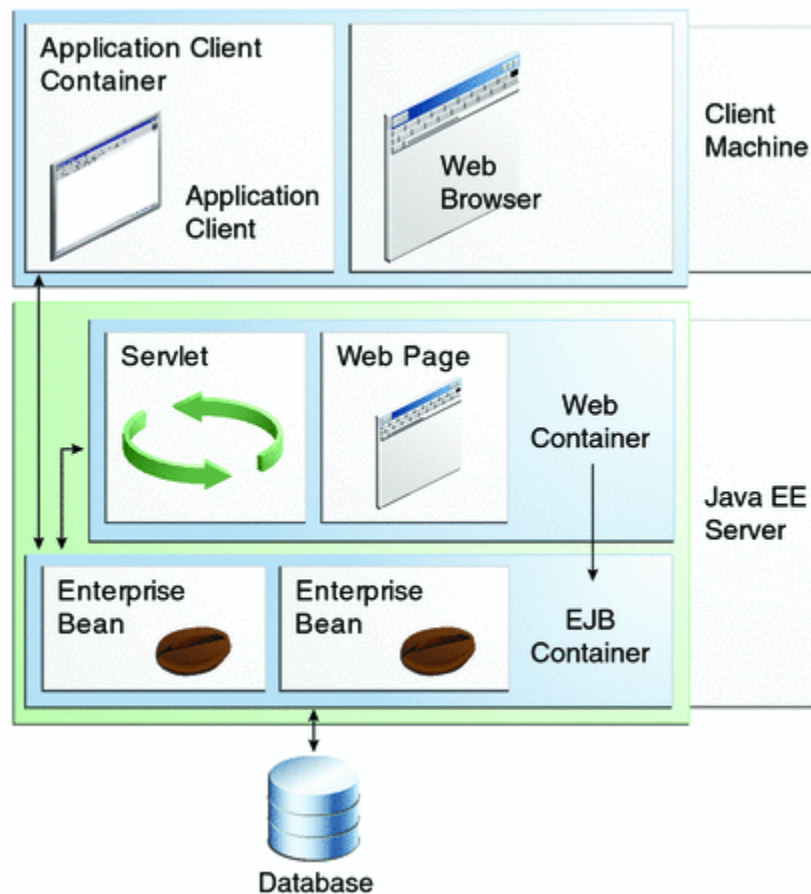 Application Client
Container
Application
Client
Web
Browser
Client
Machine
Servlet
Web Page
Web
Container
Java EE
Server
Enterprise
Bean
Enterprise
Bean
EJB
Container
Database